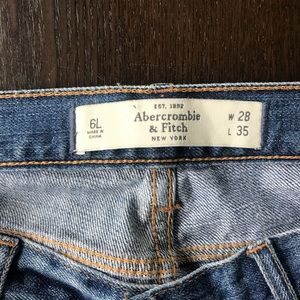 EST. 1892
6L
MADE IN
CHINA
Abercrombie
& Fitch
NEW YORK
W 28
L 35